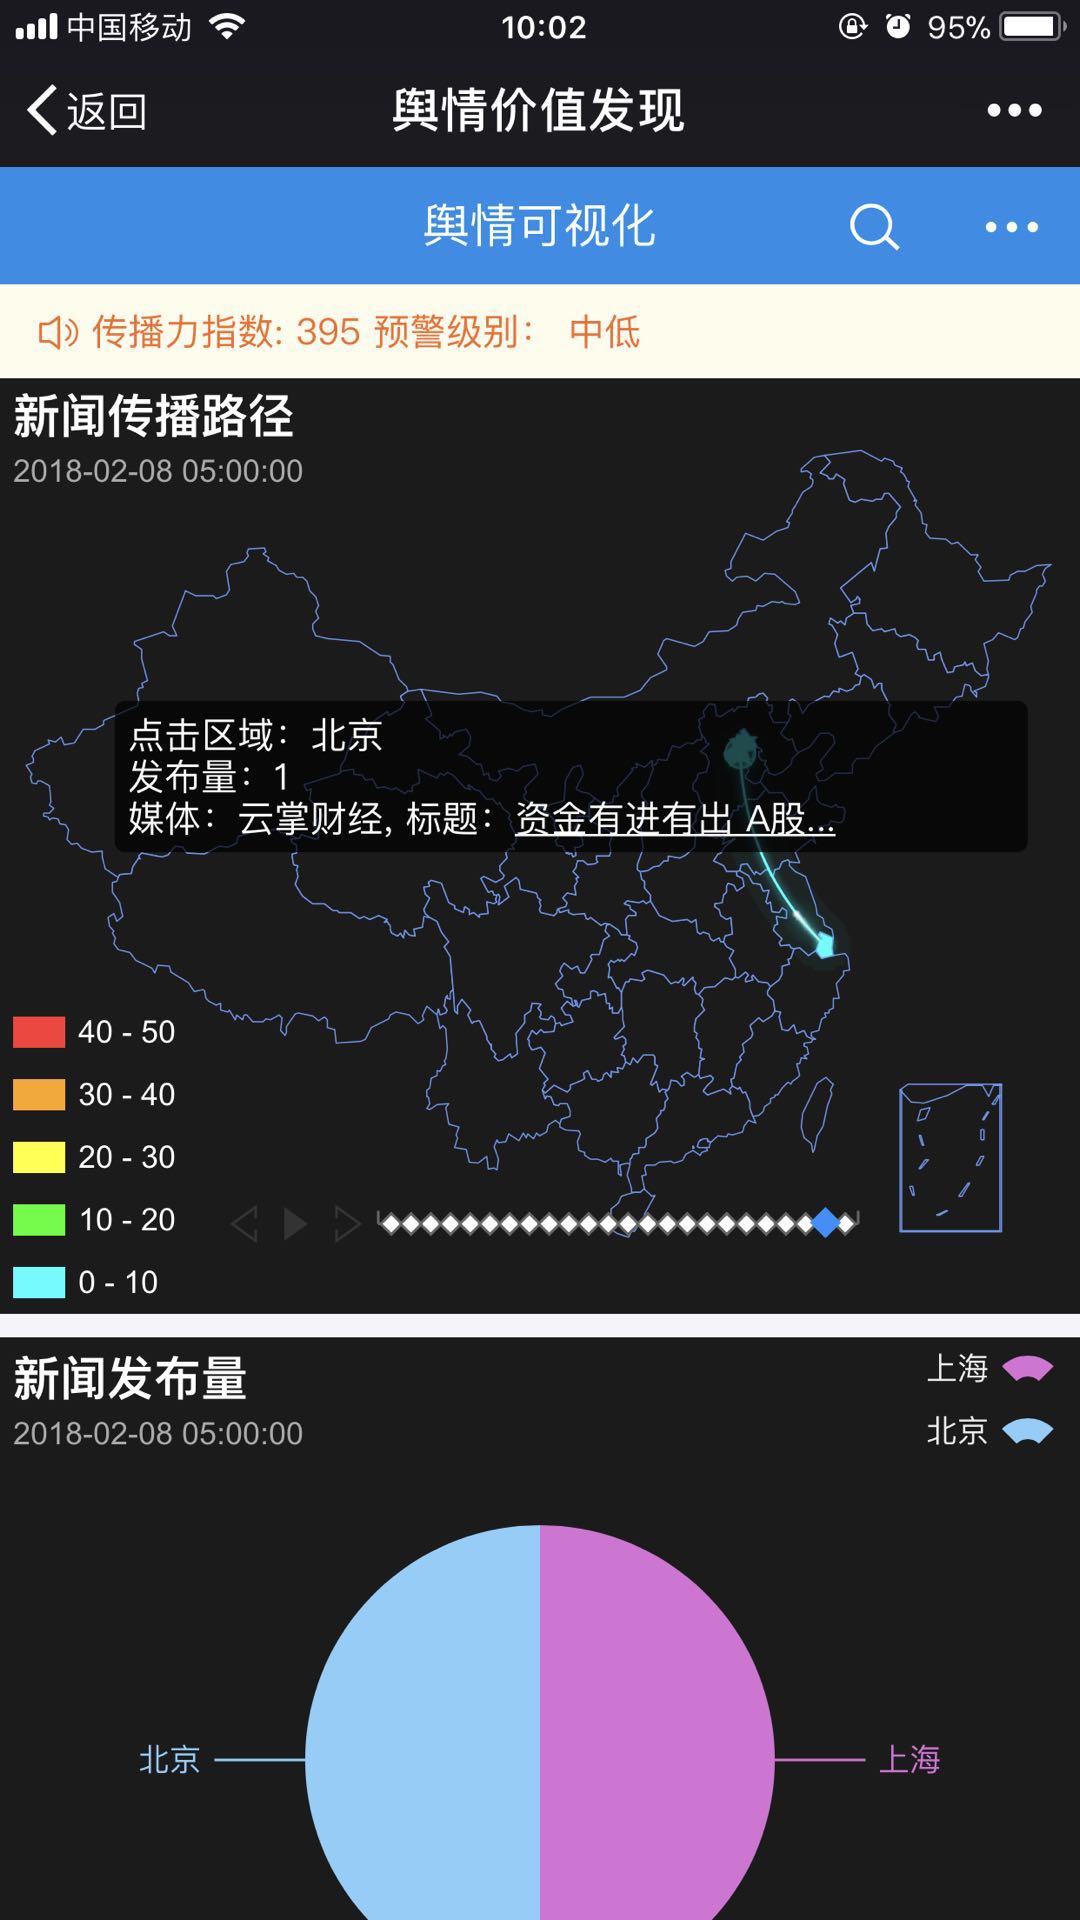 中国移动 10:02 95%
返回 舆情价值发现
舆情可视化
传播力指数: 395 预警级别： 中低
新闻传播路径
2018-02-08 05:00:00
点击区域：北京
发布量：1
媒体：云掌财经, 标题：资金有进有出 A股...
40 - 50
30 - 40
20 - 30
10 - 20
0 - 10
新闻发布量
2018-02-08 05:00:00
上海
北京
北京
上海